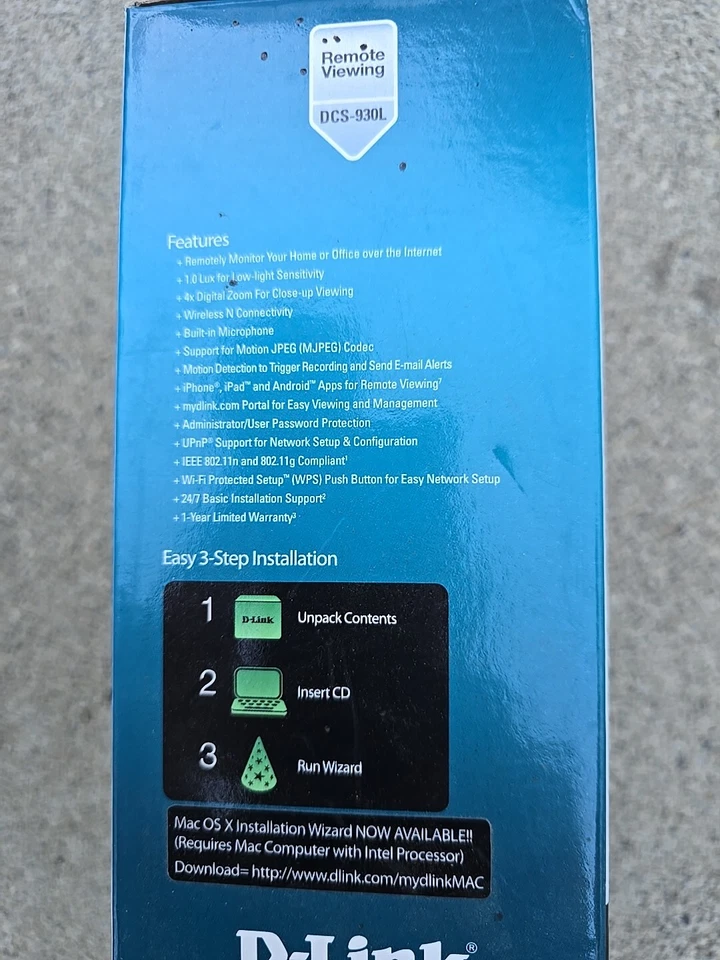 Remote
Viewing
DCS-930L
Features
+ Remotely Monitor Your Home or Office over the Internet
+ 1.0 Lux for Low-light Sensitivity
+ 4x Digital Zoom For Close-up Viewing
+ Wireless N Connectivity
+ Built-in Microphone
+ Support for Motion JPEG (MJPEG) Codec
+ Motion Detection to Trigger Recording and Send E-mail Alerts
+ iPhone®, iPad™ and Android™ Apps for Remote Viewing⁷
+ mydlink.com Portal for Easy Viewing and Management
+ Administrator/User Password Protection
+ UPnP® Support for Network Setup & Configuration
+ IEEE 802.11n and 802.11g Compliant¹
+ Wi-Fi Protected Setup™ (WPS) Push Button for Easy Network Setup
+ 24/7 Basic Installation Support²
+ 1-Year Limited Warranty³
Easy 3-Step Installation
1 D-Link Unpack Contents
2 Insert CD
3 Run Wizard
Mac OS X Installation Wizard NOW AVAILABLE!!
(Requires Mac Computer with Intel Processor)
Download= http://www.dlink.com/mydlinkMAC
D-Link®